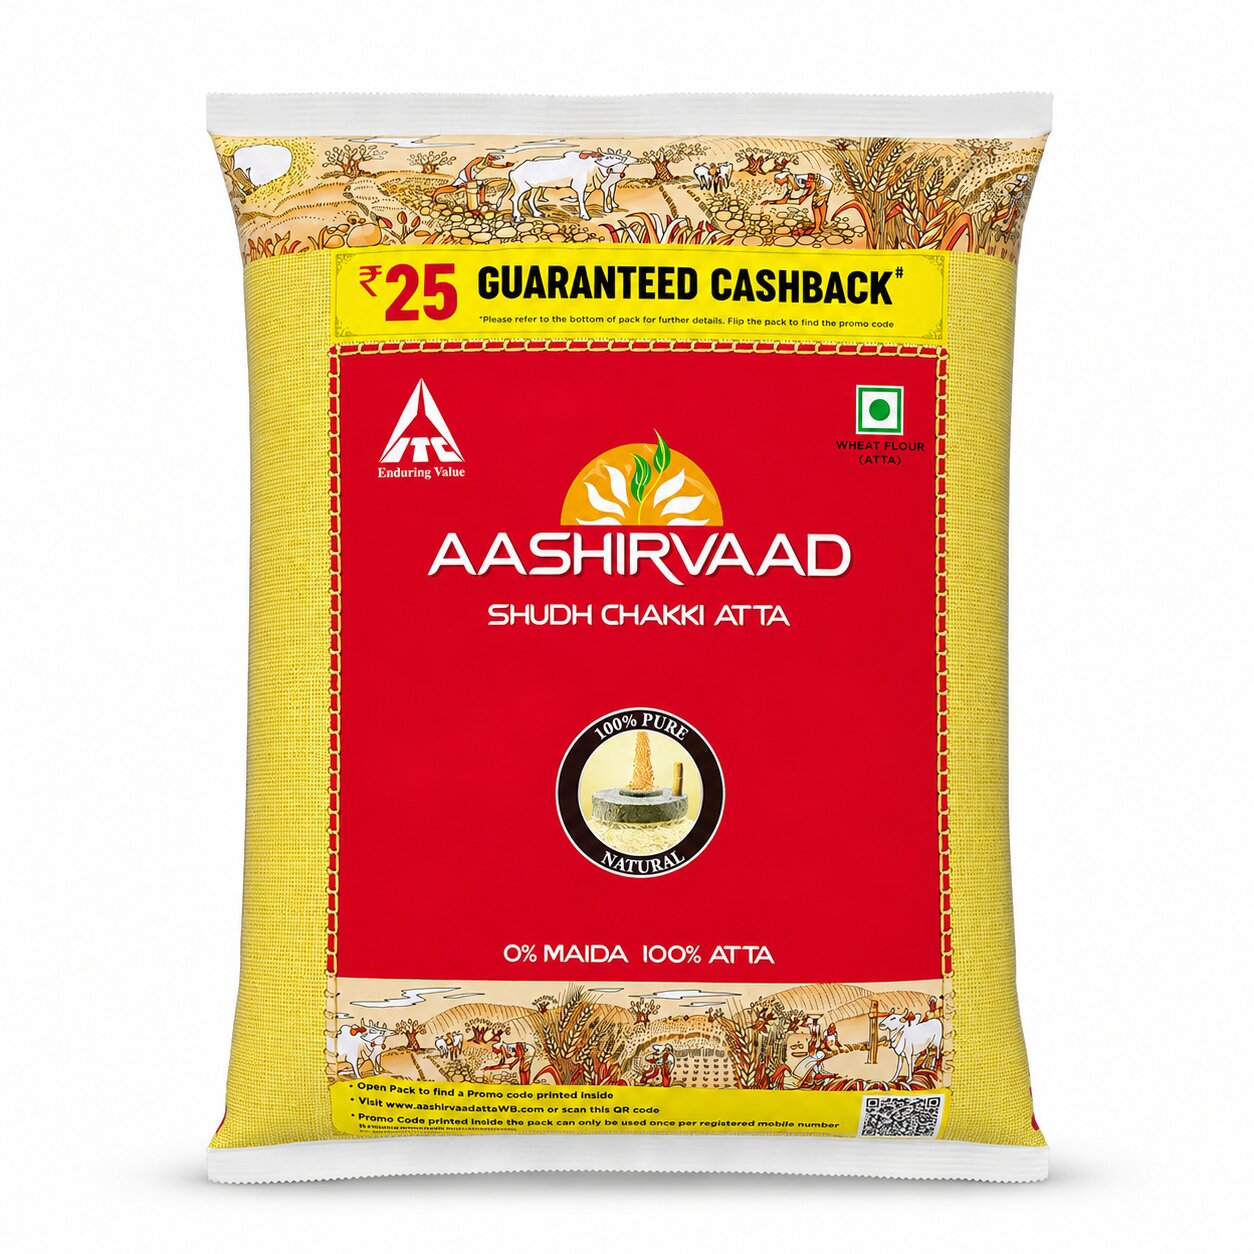 ₹25 GUARANTEED CASHBACK#
*Please refer to the bottom of pack for further details. Flip the pack to find the promo code
ITC
Enduring Value
WHEAT FLOUR
(ATTA)
AASHIRVAAD
SHUDH CHAKKI ATTA
100% PURE
NATURAL
0% MAIDA 100% ATTA
• Open Pack to find a Promo code printed inside
• Visit www.aashirvaadattaWB.com or scan this QR code
* Promo Code printed inside the pack can only be used once per registered mobile number